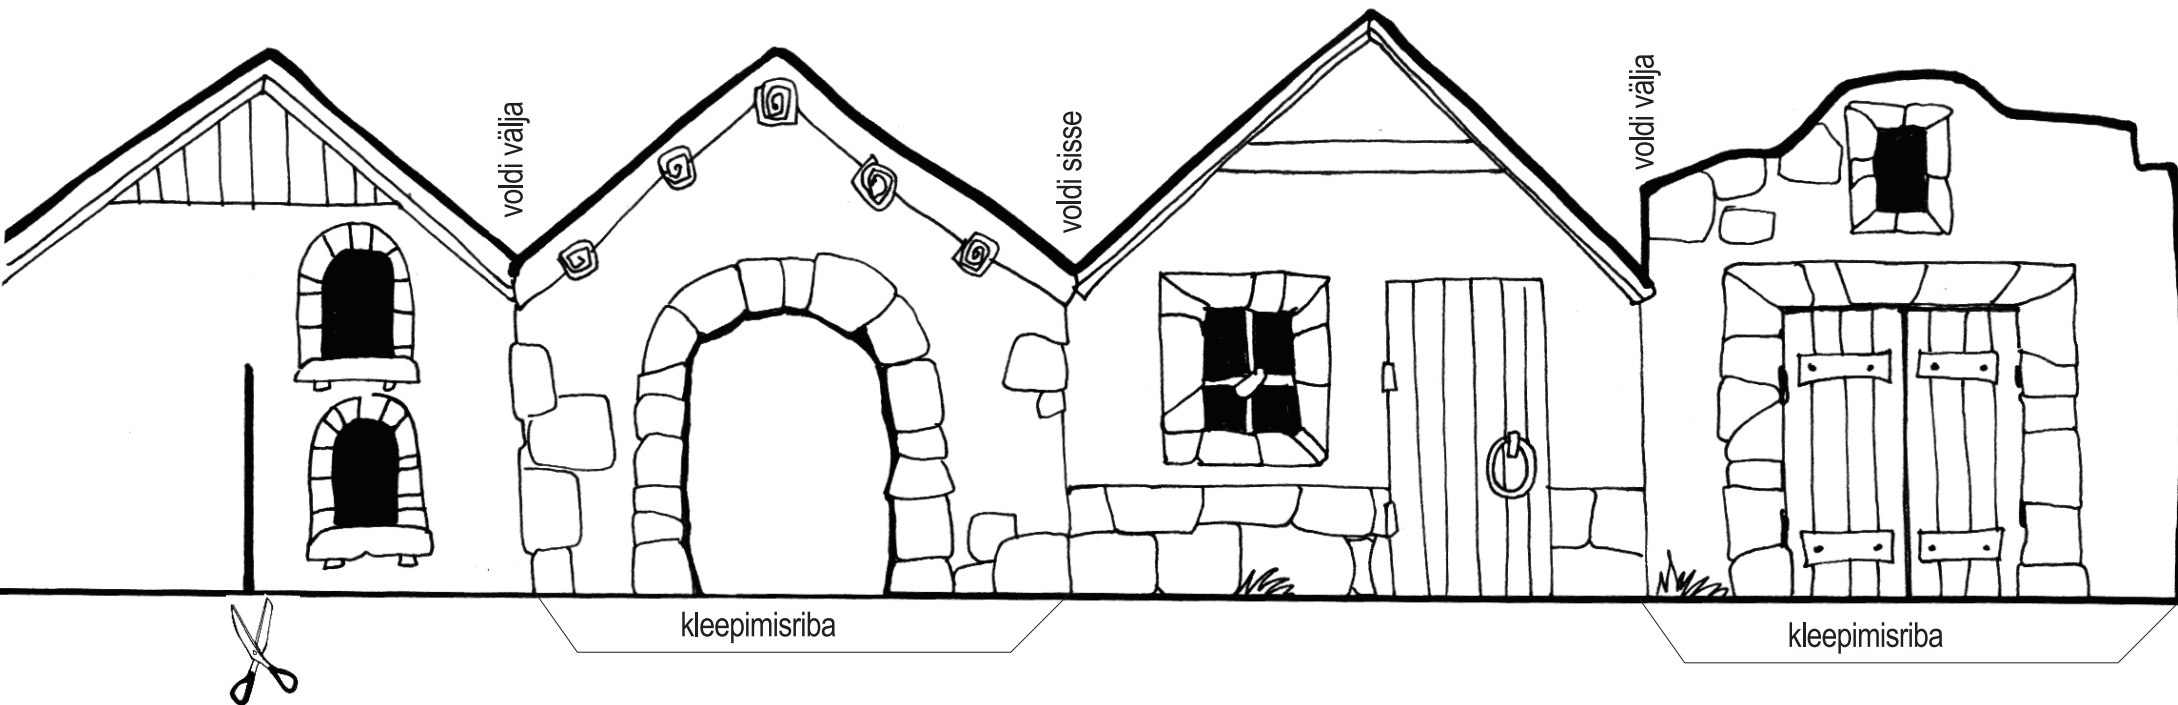 voldi välja
voldi sisse
voldi välja
kleepimisriba
kleepimisriba